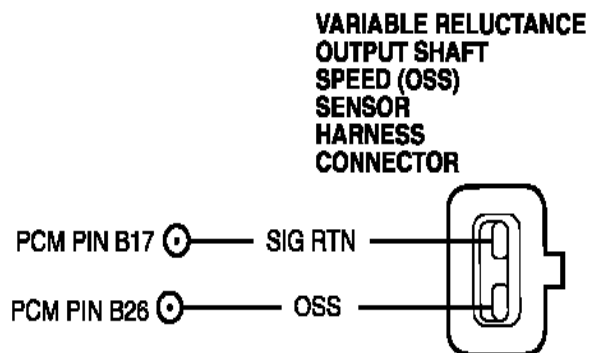 VARIABLE RELUCTANCE
OUTPUT SHAFT
SPEED (OSS)
SENSOR
HARNESS
CONNECTOR
PCM PIN B17 SIG RTN
PCM PIN B26 OSS